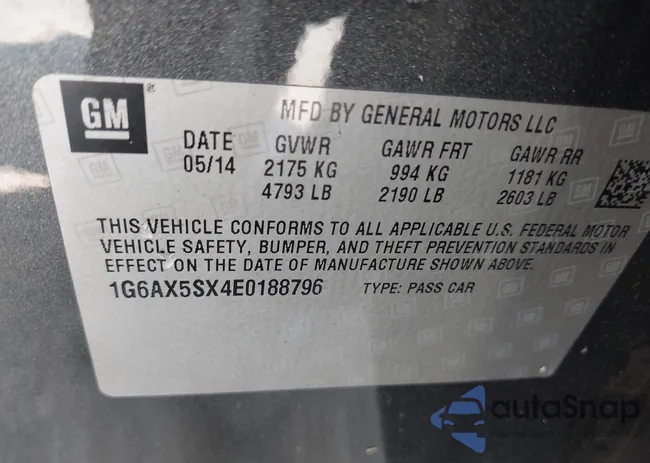 GM
MFD BY GENERAL MOTORS LLC
DATE GVWR GAWR FRT GAWR RR
05/14 2175 KG 994 KG 1181 KG
4793 LB 2190 LB 2603 LB
THIS VEHICLE CONFORMS TO ALL APPLICABLE U.S. FEDERAL MOTOR
VEHICLE SAFETY, BUMPER, AND THEFT PREVENTION STANDARDS IN
EFFECT ON THE DATE OF MANUFACTURE SHOWN ABOVE.
1G6AX5SX4E0188796 TYPE: PASS CAR
autoSnap